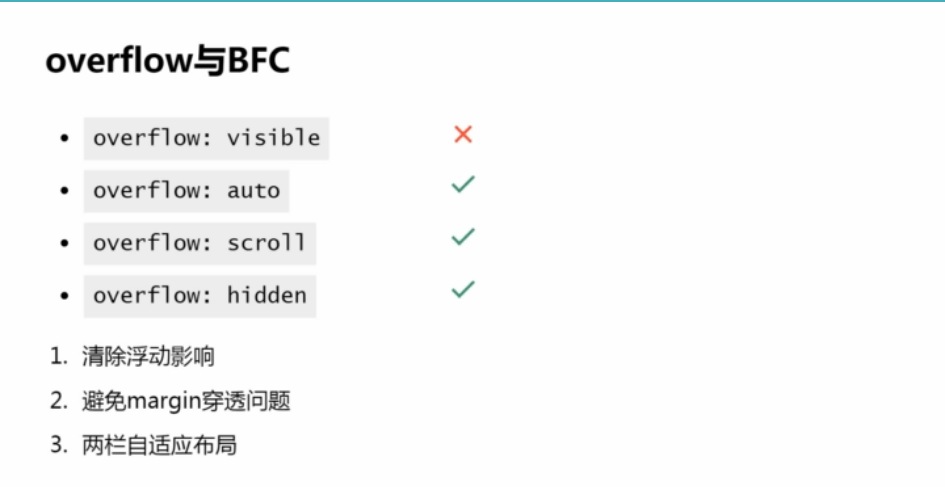 overflow与BFC
• overflow: visible ✕
• overflow: auto ✓
• overflow: scroll ✓
• overflow: hidden ✓
1. 清除浮动影响
2. 避免margin穿透问题
3. 两栏自适应布局